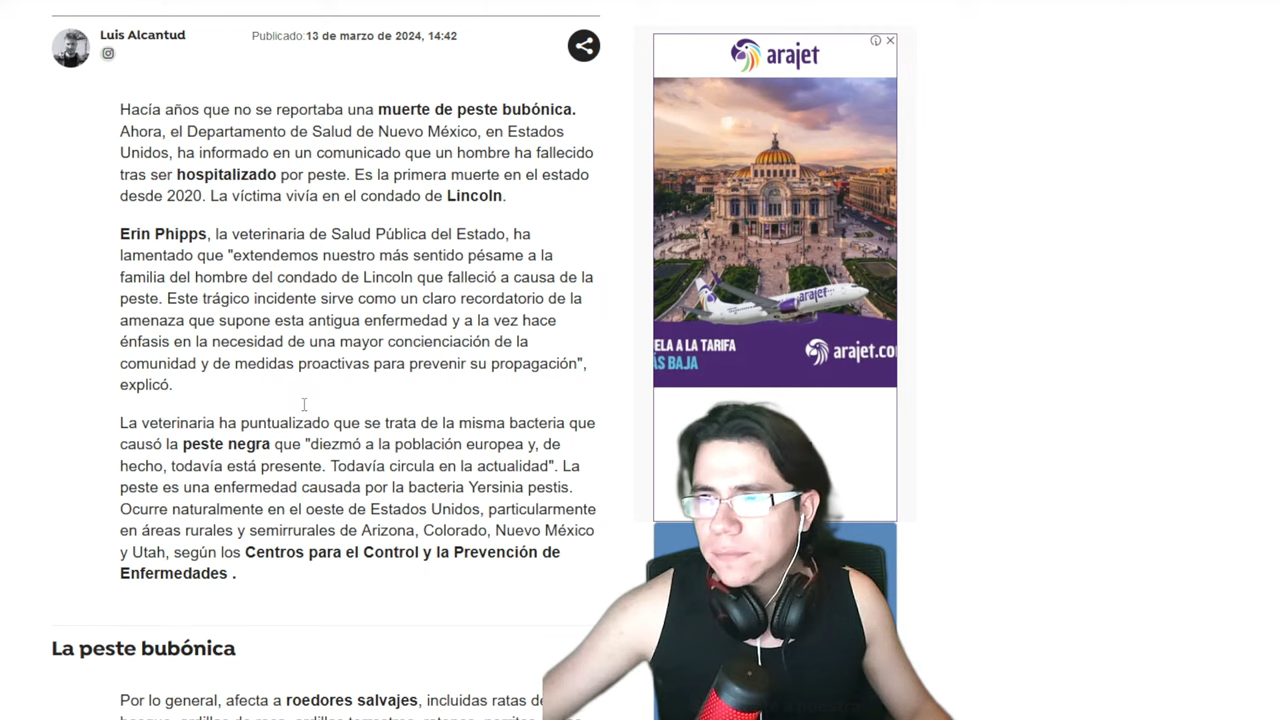 Luis Alcantud
Publicado:13 de marzo de 2024, 14:42
Hacía años que no se reportaba una muerte de peste bubónica.
Ahora, el Departamento de Salud de Nuevo México, en Estados
Unidos, ha informado en un comunicado que un hombre ha fallecido
tras ser hospitalizado por peste. Es la primera muerte en el estado
desde 2020. La víctima vivía en el condado de Lincoln.
Erin Phipps, la veterinaria de Salud Pública del Estado, ha
lamentado que "extendemos nuestro más sentido pésame a la
familia del hombre del condado de Lincoln que falleció a causa de la
peste. Este trágico incidente sirve como un claro recordatorio de la
amenaza que supone esta antigua enfermedad y a la vez hace
énfasis en la necesidad de una mayor concienciación de la
comunidad y de medidas proactivas para prevenir su propagación",
explicó.
La veterinaria ha puntualizado que se trata de la misma bacteria que
causó la peste negra que "diezmó a la población europea y, de
hecho, todavía está presente. Todavía circula en la actualidad". La
peste es una enfermedad causada por la bacteria Yersinia pestis.
Ocurre naturalmente en el oeste de Estados Unidos, particularmente
en áreas rurales y semirrurales de Arizona, Colorado, Nuevo México
y Utah, según los Centros para el Control y la Prevención de
Enfermedades .
La peste bubónica
Por lo general, afecta a roedores salvajes, incluidas ratas de
arajet
arajet
ELA A LA TARIFA
ÁS BAJA
arajet.co